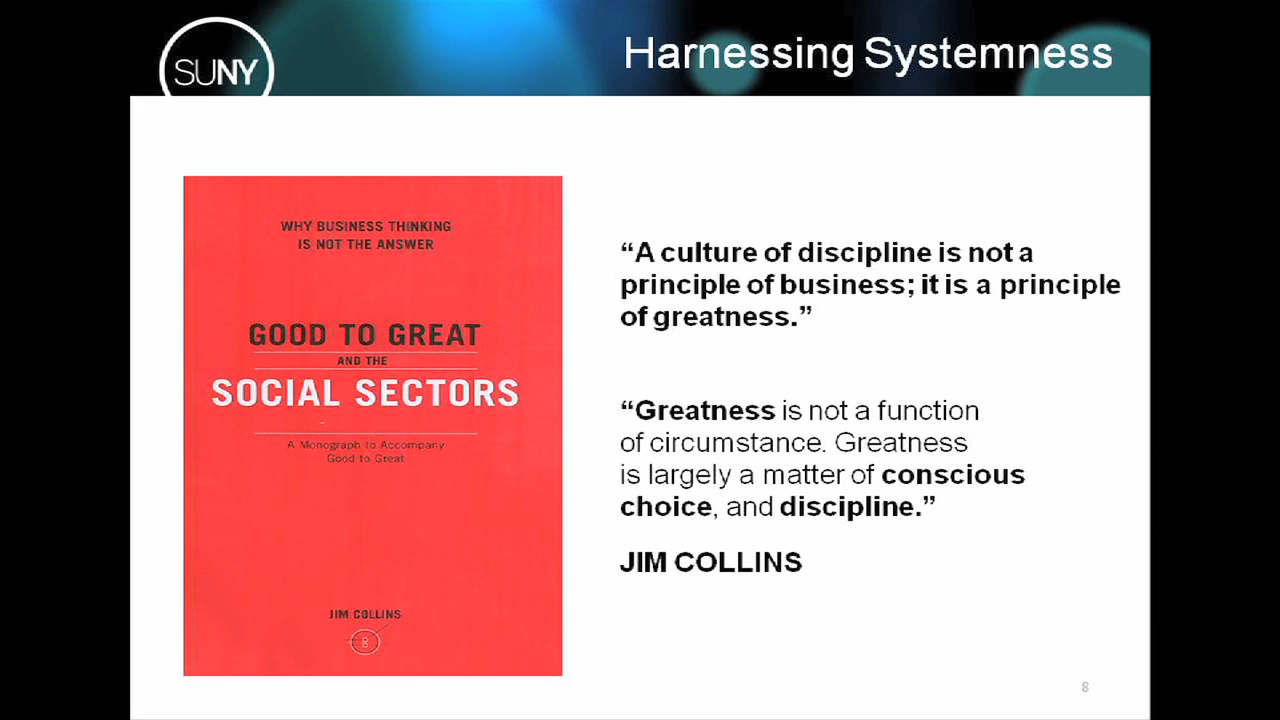 SUNY
Harnessing Systemness
WHY BUSINESS THINKING
IS NOT THE ANSWER
GOOD TO GREAT
AND THE
SOCIAL SECTORS
A Monograph to Accompany
Good to Great
JIM COLLINS
“A culture of discipline is not a
principle of business; it is a principle
of greatness.”
“Greatness is not a function
of circumstance. Greatness
is largely a matter of conscious
choice, and discipline.”
JIM COLLINS
8